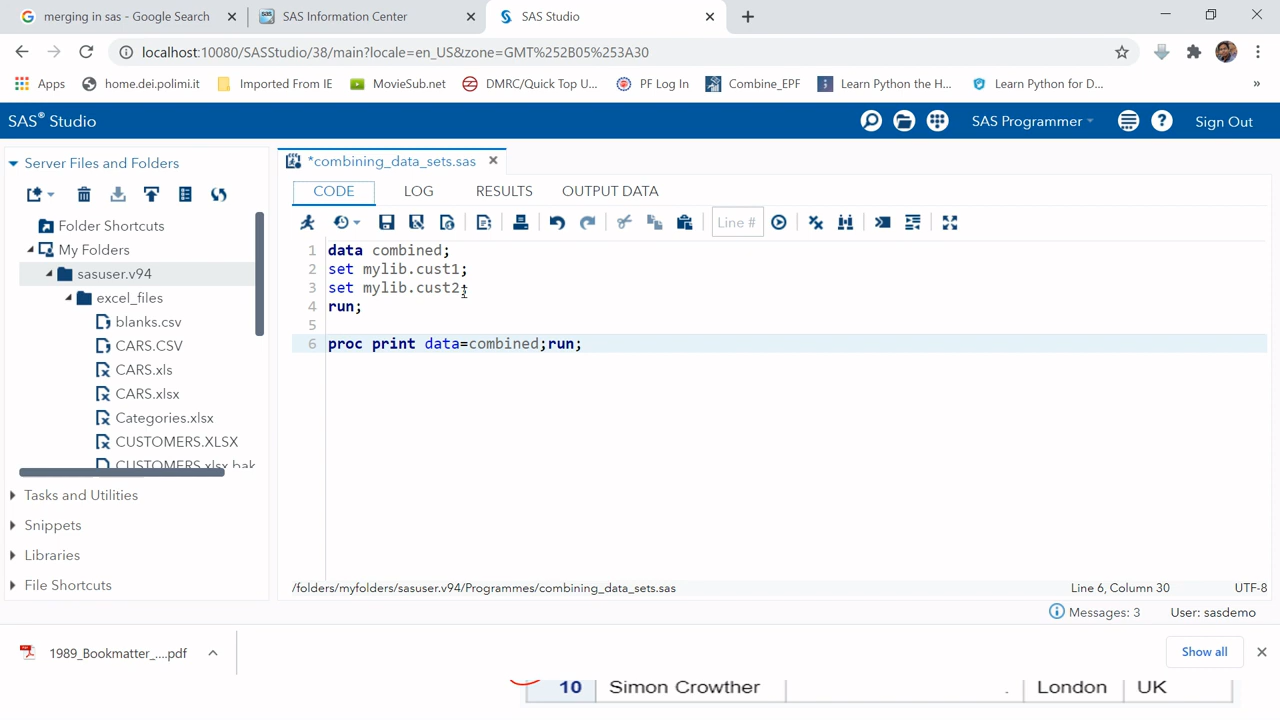 merging in sas - Google Search
SAS Information Center
SAS Studio
localhost:10080/SASStudio/38/main?locale=en_US&zone=GMT%252B05%253A30
Apps
home.dei.polimi.it
Imported From IE
MovieSub.net
DMRC/Quick Top U...
PF Log In
Combine_EPF
Learn Python the H...
Learn Python for D...
»
SAS® Studio
SAS Programmer
Sign Out
Server Files and Folders
*combining_data_sets.sas
CODE
LOG
RESULTS
OUTPUT DATA
Line #
Folder Shortcuts
My Folders
sasuser.v94
excel_files
blanks.csv
CARS.CSV
CARS.xls
CARS.xlsx
Categories.xlsx
CUSTOMERS.XLSX
CUSTOMERS.xlsx.bak
Tasks and Utilities
Snippets
Libraries
File Shortcuts
1 data combined;
2 set mylib.cust1;
3 set mylib.cust2;
4 run;
5
6 proc print data=combined;run;
/folders/myfolders/sasuser.v94/Programmes/combining_data_sets.sas
Line 6, Column 30
UTF-8
Messages: 3
User: sasdemo
1989_Bookmatter_....pdf
Show all
10 Simon Crowther . London UK